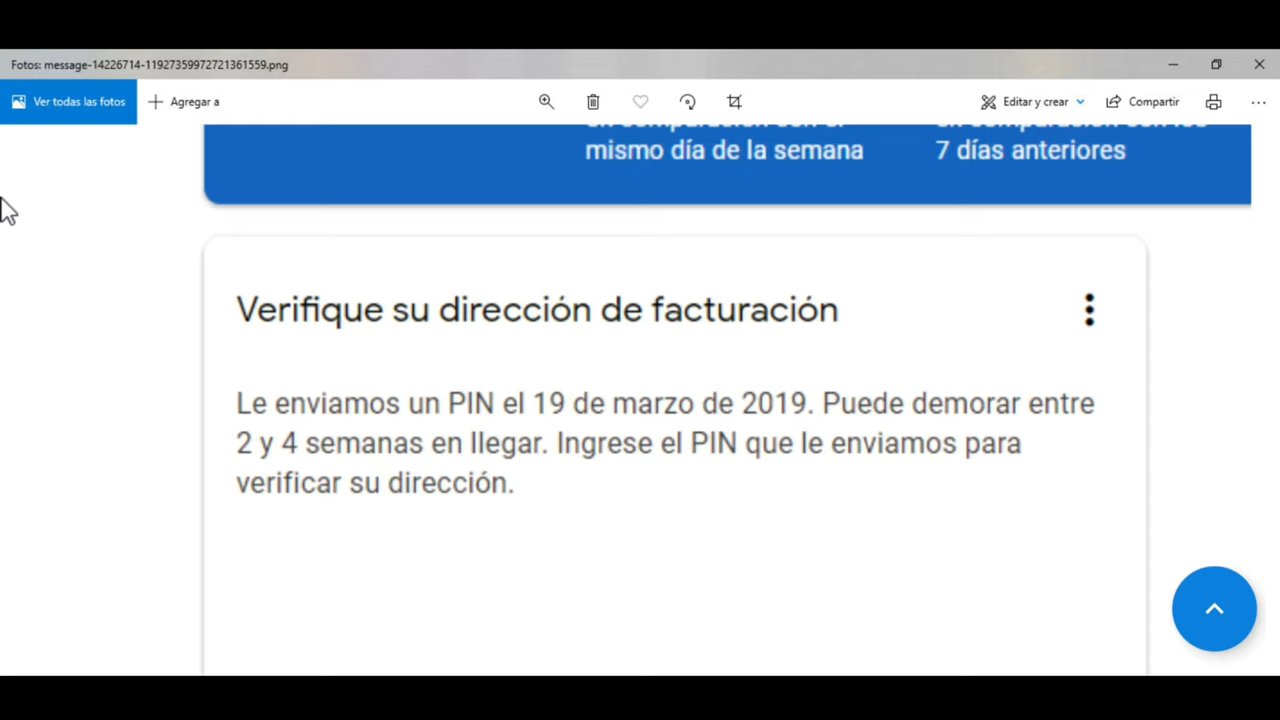 Fotos: message-14226714-11927359972721361559.png
Ver todas las fotos
Agregar a
Editar y crear
Compartir
mismo día de la semana
7 días anteriores
Verifique su dirección de facturación
Le enviamos un PIN el 19 de marzo de 2019. Puede demorar entre
2 y 4 semanas en llegar. Ingrese el PIN que le enviamos para
verificar su dirección.